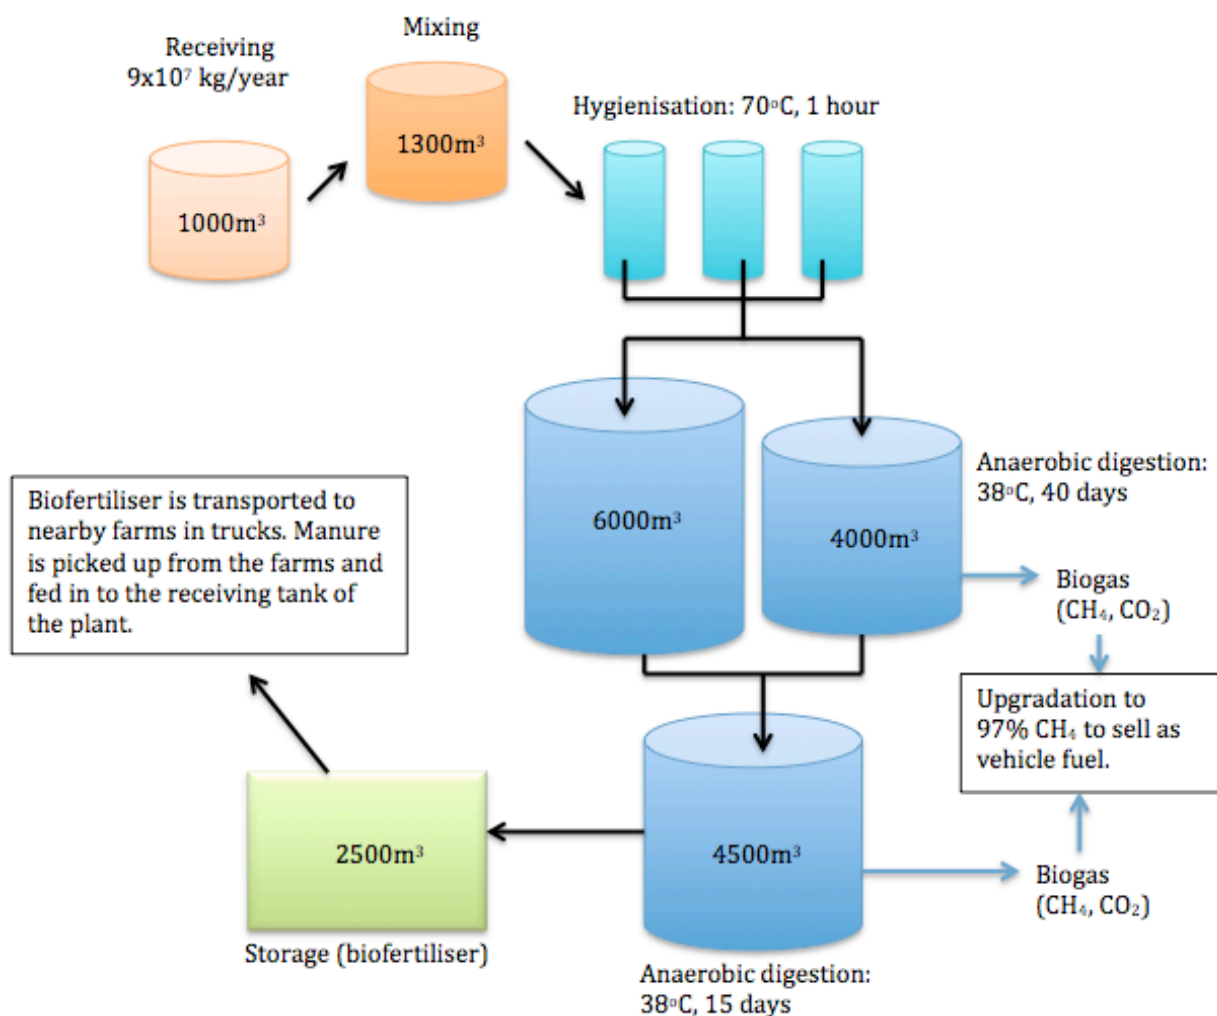 Receiving
9x10⁷ kg/year
Mixing
1000m³
1300m³
Hygienisation: 70ᵒC, 1 hour
6000m³
4000m³
Anaerobic digestion:
38ᵒC, 40 days
Biogas
(CH₄, CO₂)
Upgradation to
97% CH₄ to sell as
vehicle fuel.
Biogas
(CH₄, CO₂)
4500m³
Anaerobic digestion:
38ᵒC, 15 days
2500m³
Storage (biofertiliser)
Biofertiliser is transported to
nearby farms in trucks. Manure
is picked up from the farms and
fed in to the receiving tank of
the plant.